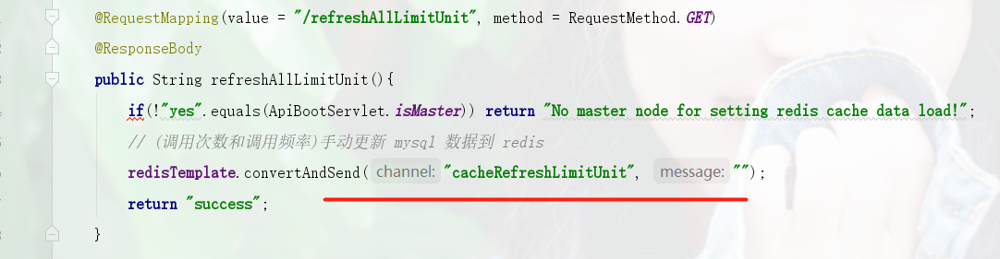 @RequestMapping(value = "/refreshAllLimitUnit", method = RequestMethod.GET)
@ResponseBody
public String refreshAllLimitUnit(){
if(!"yes".equals(ApiBootServlet.isMaster)) return "No master node for setting redis cache data load!";
// (调用次数和调用频率)手动更新 mysql 数据到 redis
redisTemplate.convertAndSend( channel: "cacheRefreshLimitUnit", message: "");
return "success";
}